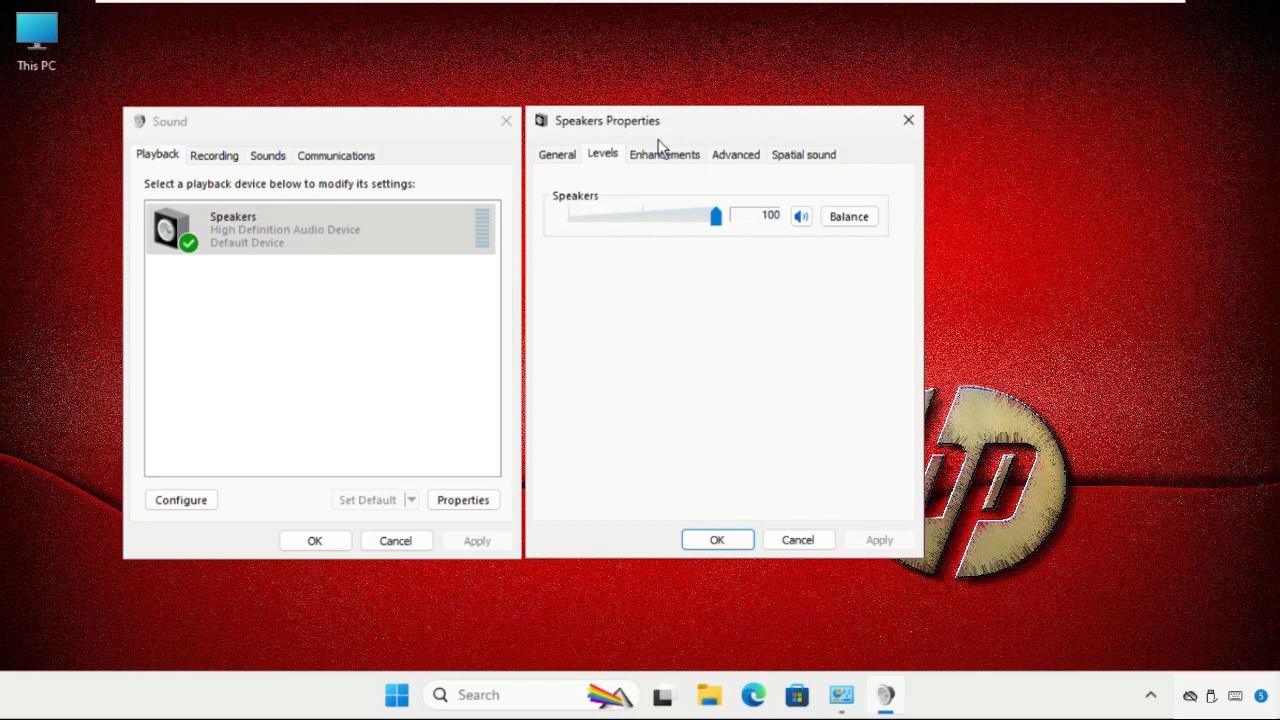 This PC
Sound
Playback
Recording
Sounds
Communications
Select a playback device below to modify its settings:
Speakers
High Definition Audio Device
Default Device
Configure
Set Default
Properties
OK
Cancel
Apply
Speakers Properties
General
Levels
Enhancements
Advanced
Spatial sound
Speakers
100
Balance
OK
Cancel
Apply
hp
Search
5